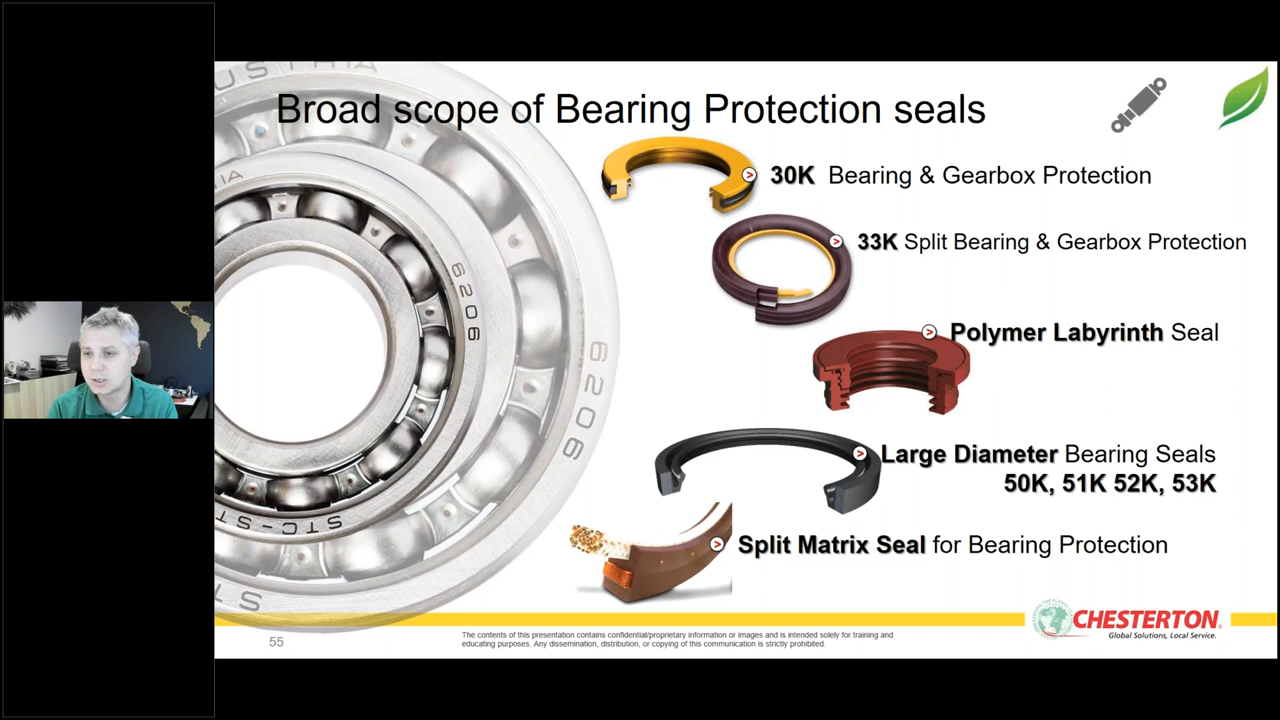 Broad scope of Bearing Protection seals
30K Bearing & Gearbox Protection
33K Split Bearing & Gearbox Protection
Polymer Labyrinth Seal
Large Diameter Bearing Seals
50K, 51K 52K, 53K
Split Matrix Seal for Bearing Protection
6206
6206
STC-ST
CHESTERTON
Global Solutions, Local Service.
55
The contents of this presentation contains confidential/proprietary information or images and is intended solely for training and
educating purposes. Any dissemination, distribution, or copying of this communication is strictly prohibited.